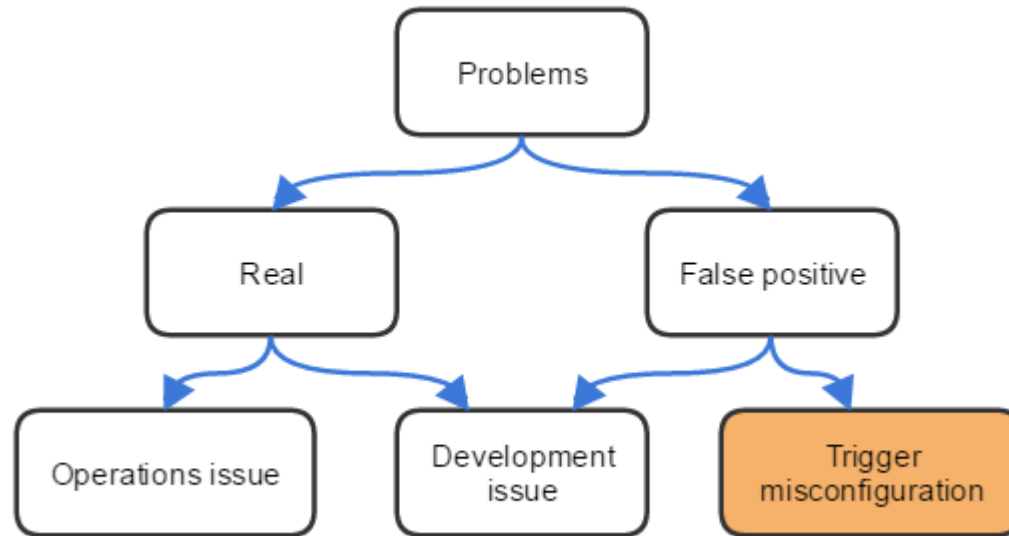 Problems
Real
False positive
Operations issue
Development
issue
Trigger
misconfiguration